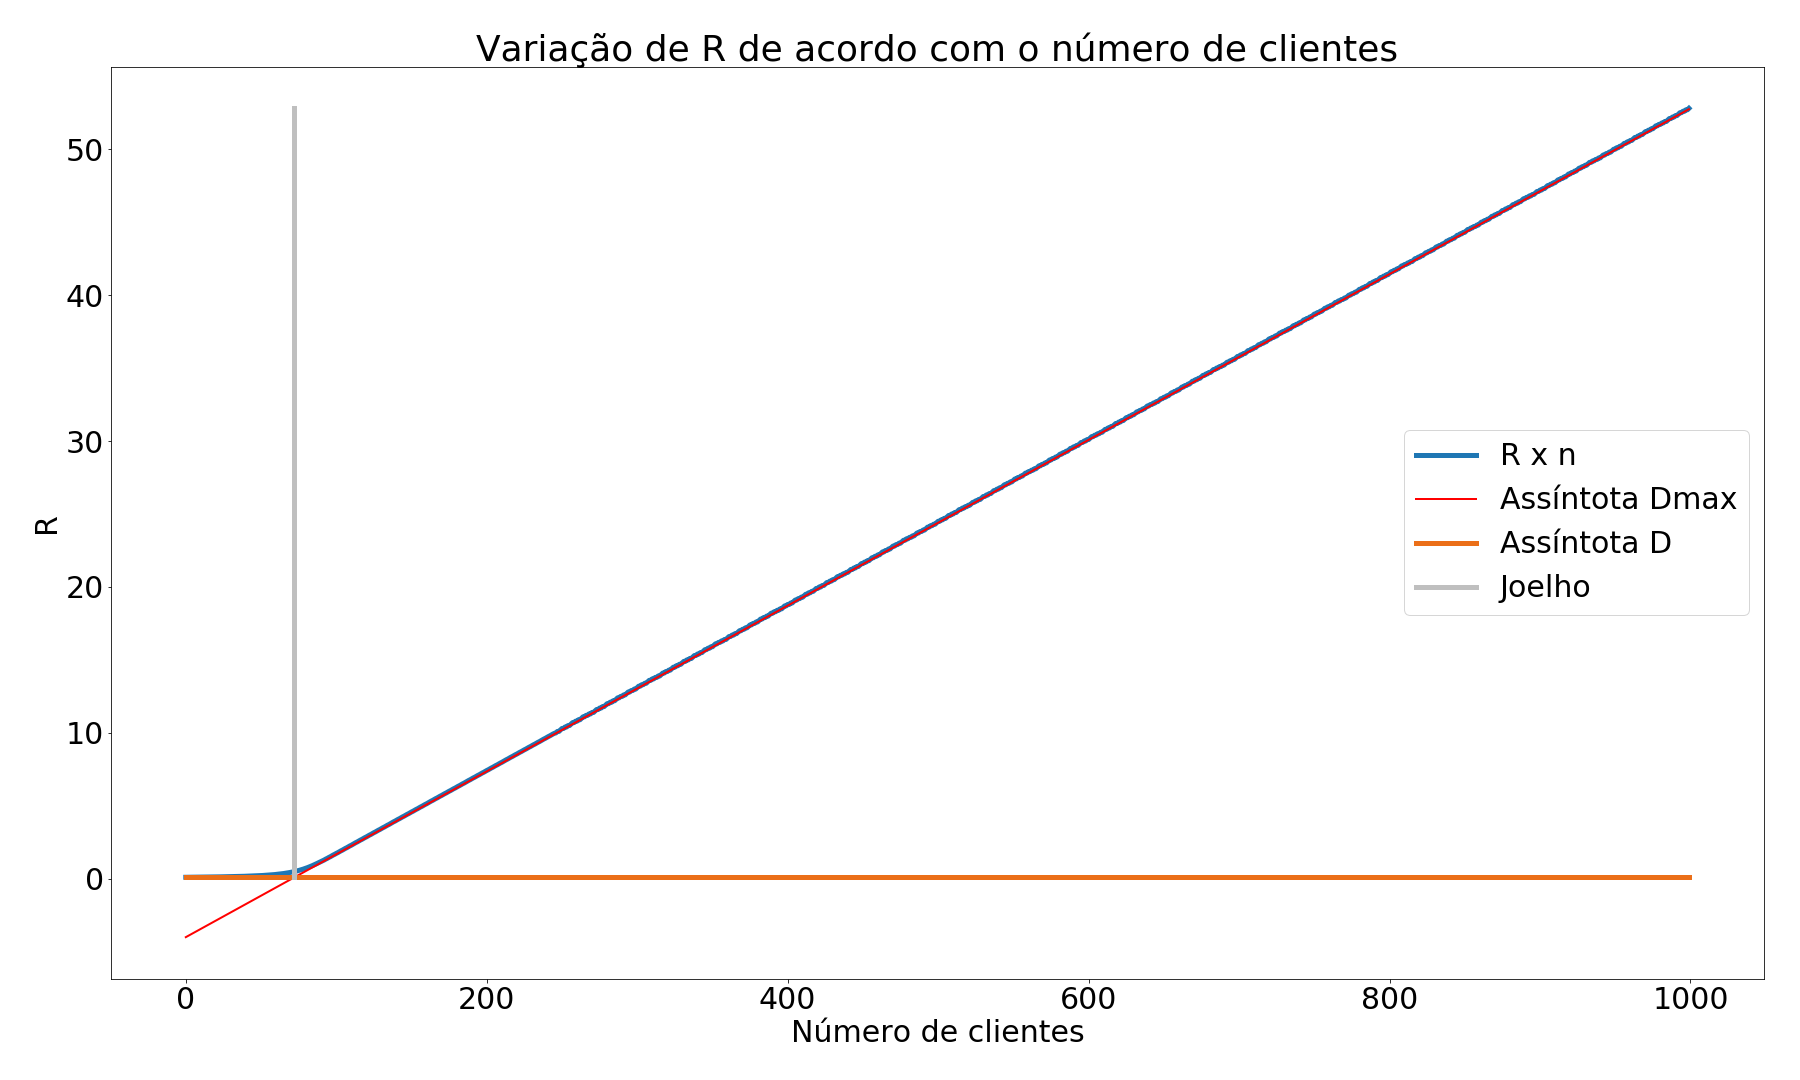 Variação de R de acordo com o número de clientes
50
40
30
20
10
0
R
R x n
Assíntota Dmax
Assíntota D
Joelho
0 200 400 600 800 1000
Número de clientes